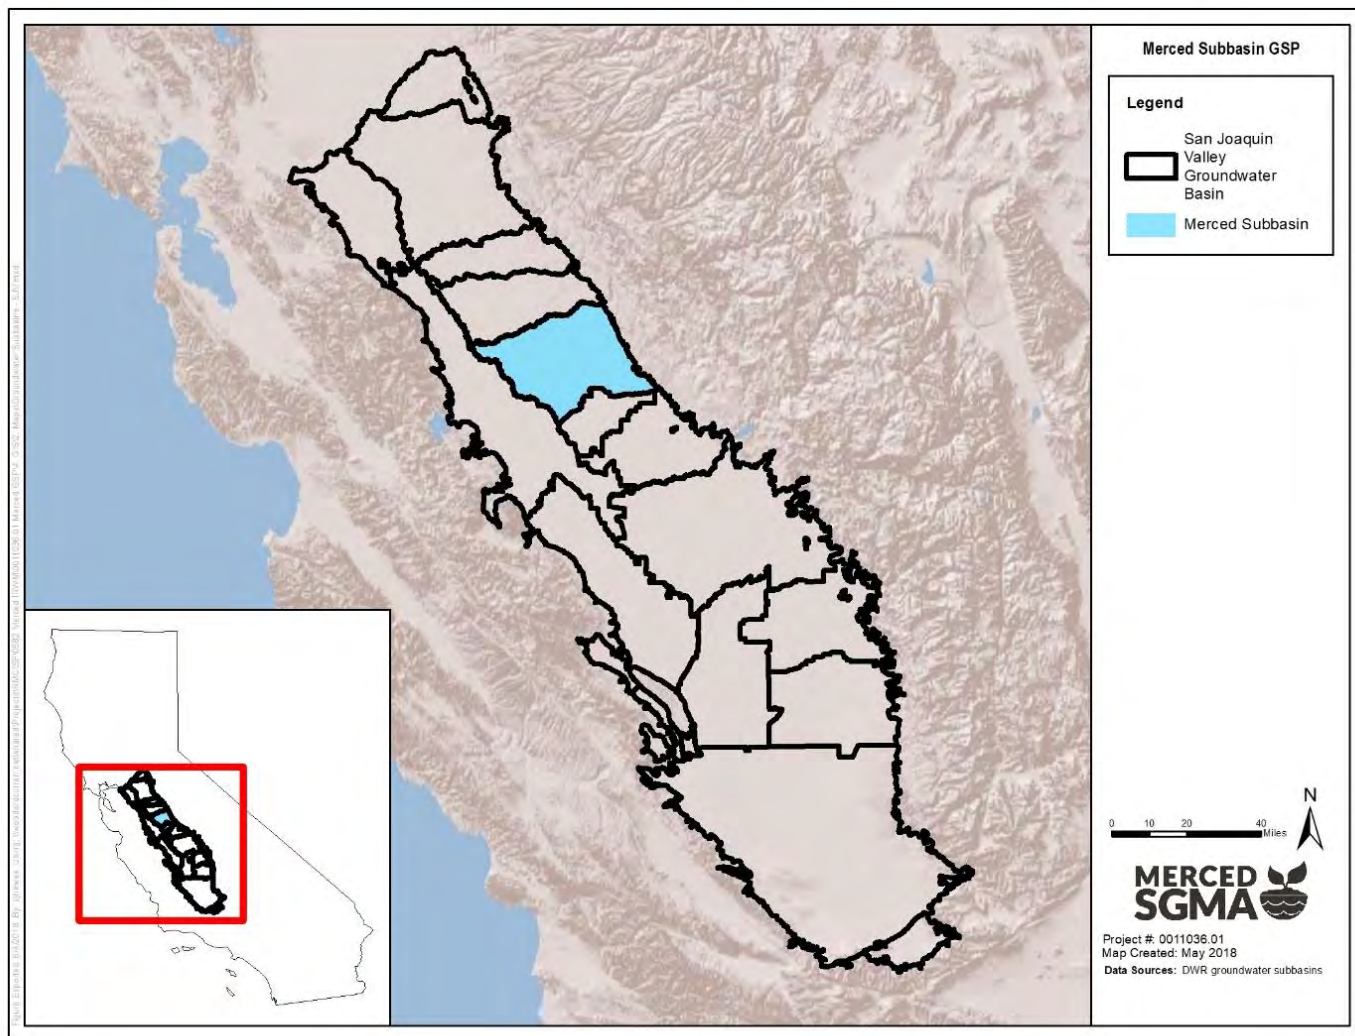 Merced Subbasin GSP
Legend
San Joaquin
Valley
Groundwater
Basin
Merced Subbasin
N
0 10 20 40
Miles
MERCED
SGMA
Project #: 0011036.01
Map Created: May 2018
Data Sources: DWR groundwater subbasins